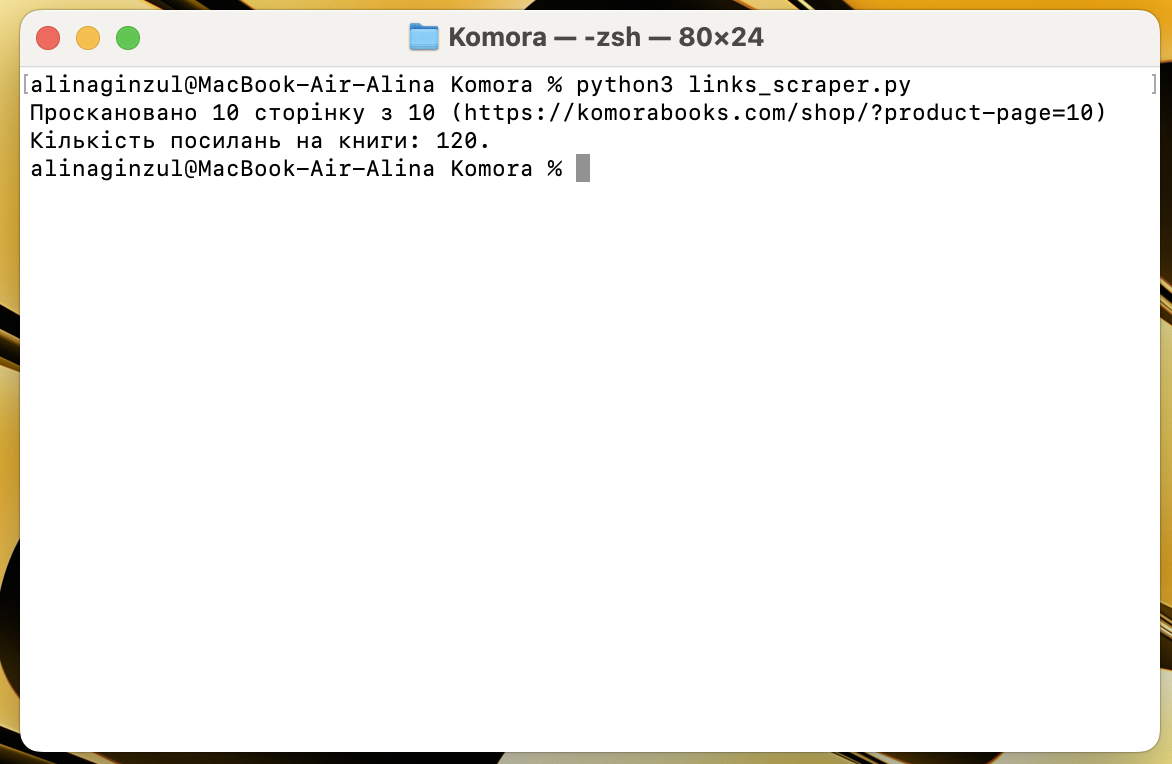 Komora — -zsh — 80×24
[alinaginzul@MacBook-Air-Alina Komora % python3 links_scraper.py ]
Проскановано 10 сторінку з 10 (https://komorabooks.com/shop/?product-page=10)
Кількість посилань на книги: 120.
alinaginzul@MacBook-Air-Alina Komora %